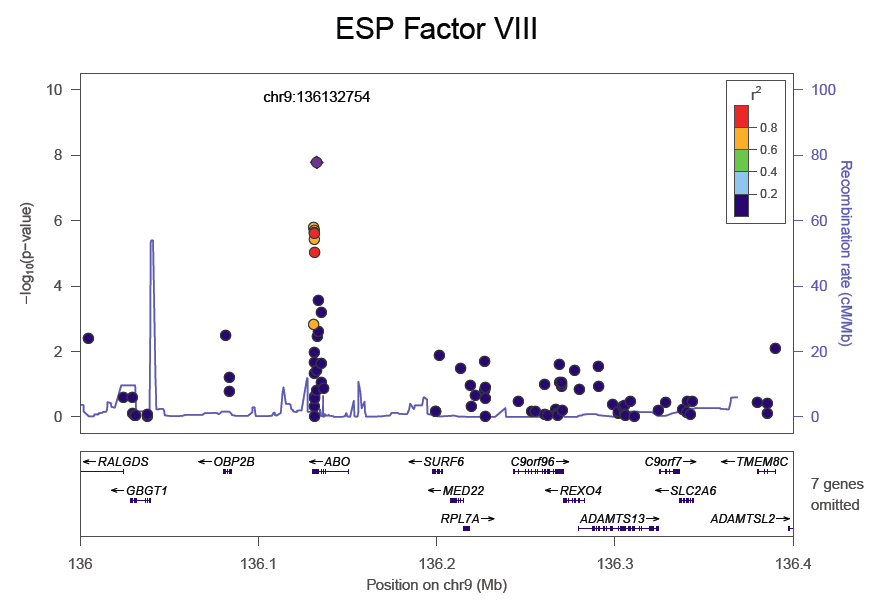 ESP Factor VIII
10 100
chr9:136132754
r2
0.8
0.6
0.4
0.2
8 80
6 60
4 40
2 20
0 0
−log10(p−value)
Recombination rate (cM/Mb)
←RALGDS ←OBP2B ←ABO ←SURF6 C9orf96→ C9orf7→ ←TMEM8C
←GBGT1 ←MED22 ←REXO4 ←SLC2A6
RPL7A→ ADAMTS13→ ADAMTSL2→
7 genes
omitted
136 136.1 136.2 136.3 136.4
Position on chr9 (Mb)